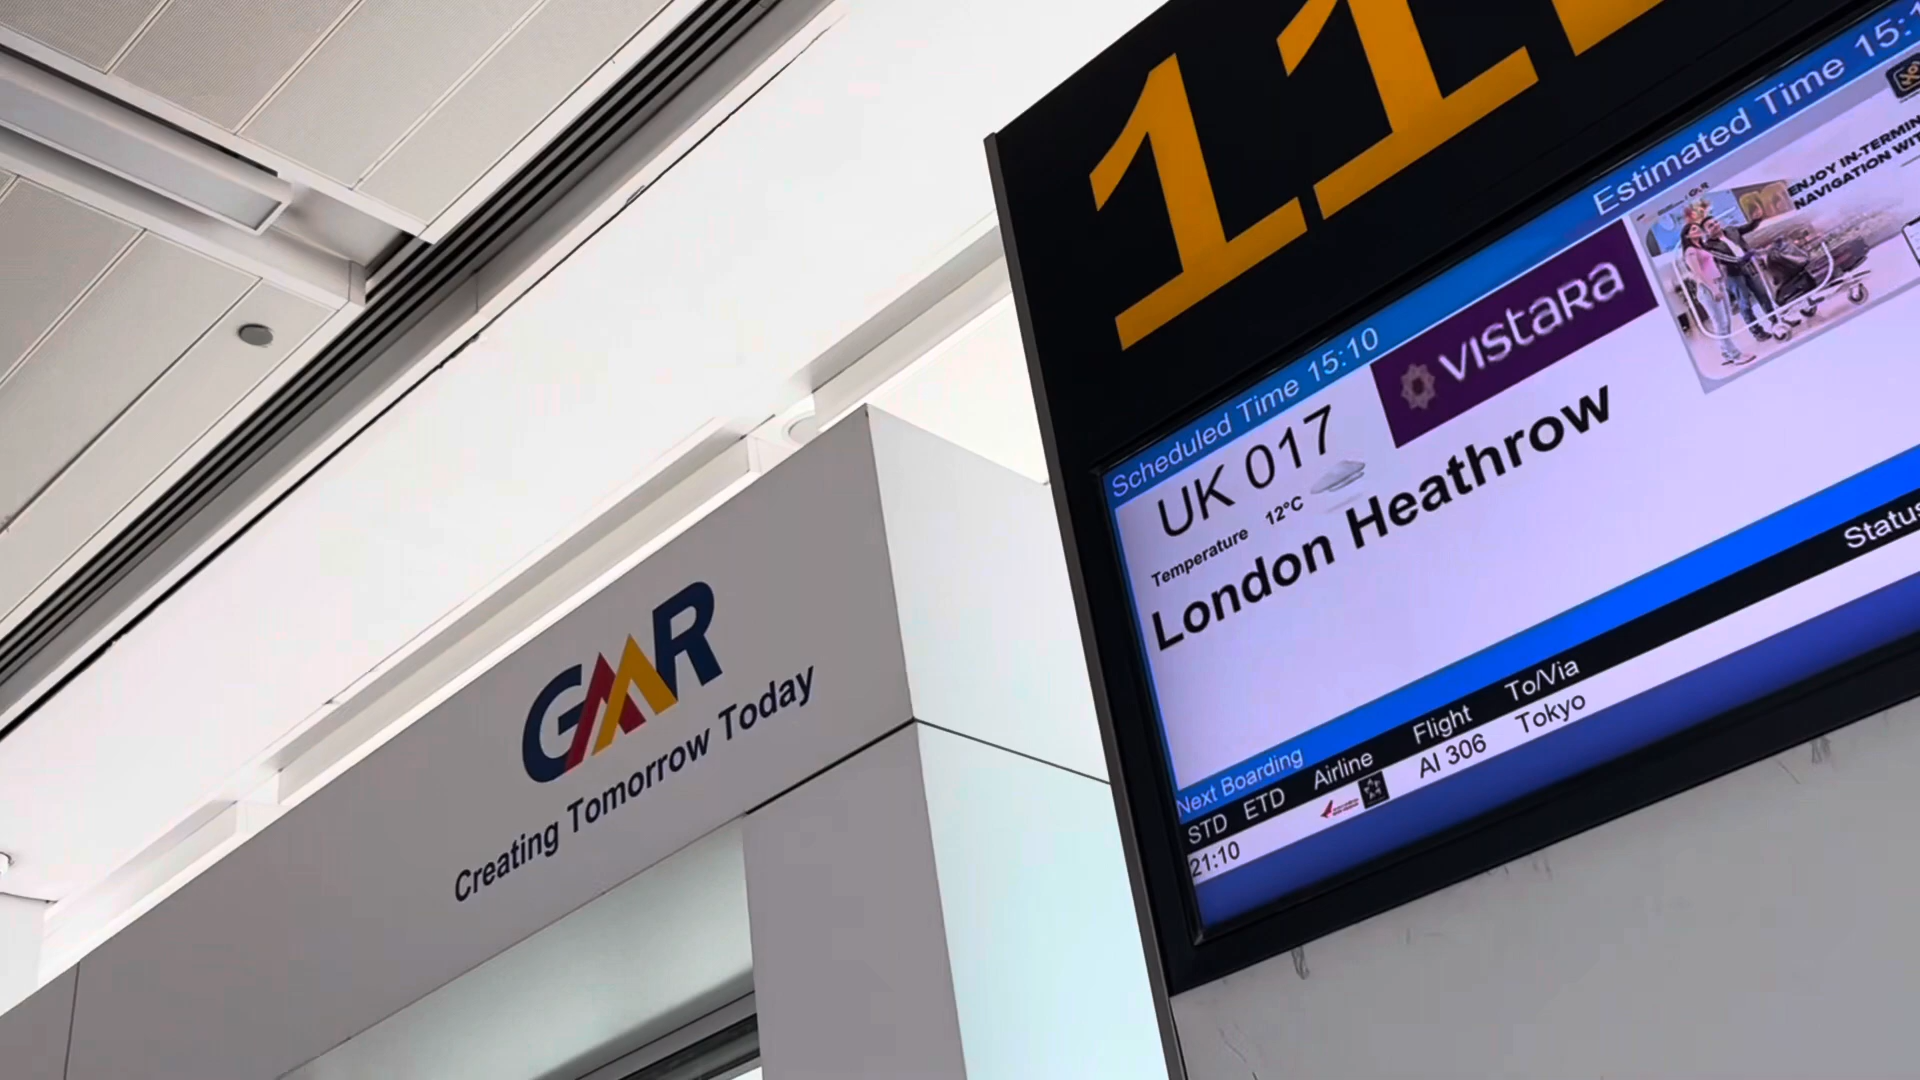 11
Scheduled Time 15:10
Estimated Time 15:
UK 017
VISTARA
ENJOY IN-TERMIN
NAVIGATION WIT
Temperature 12°C
London Heathrow
Next Boarding
STD ETD Airline Flight To/Via Status
21:10 AI 306 Tokyo
GMR
Creating Tomorrow Today